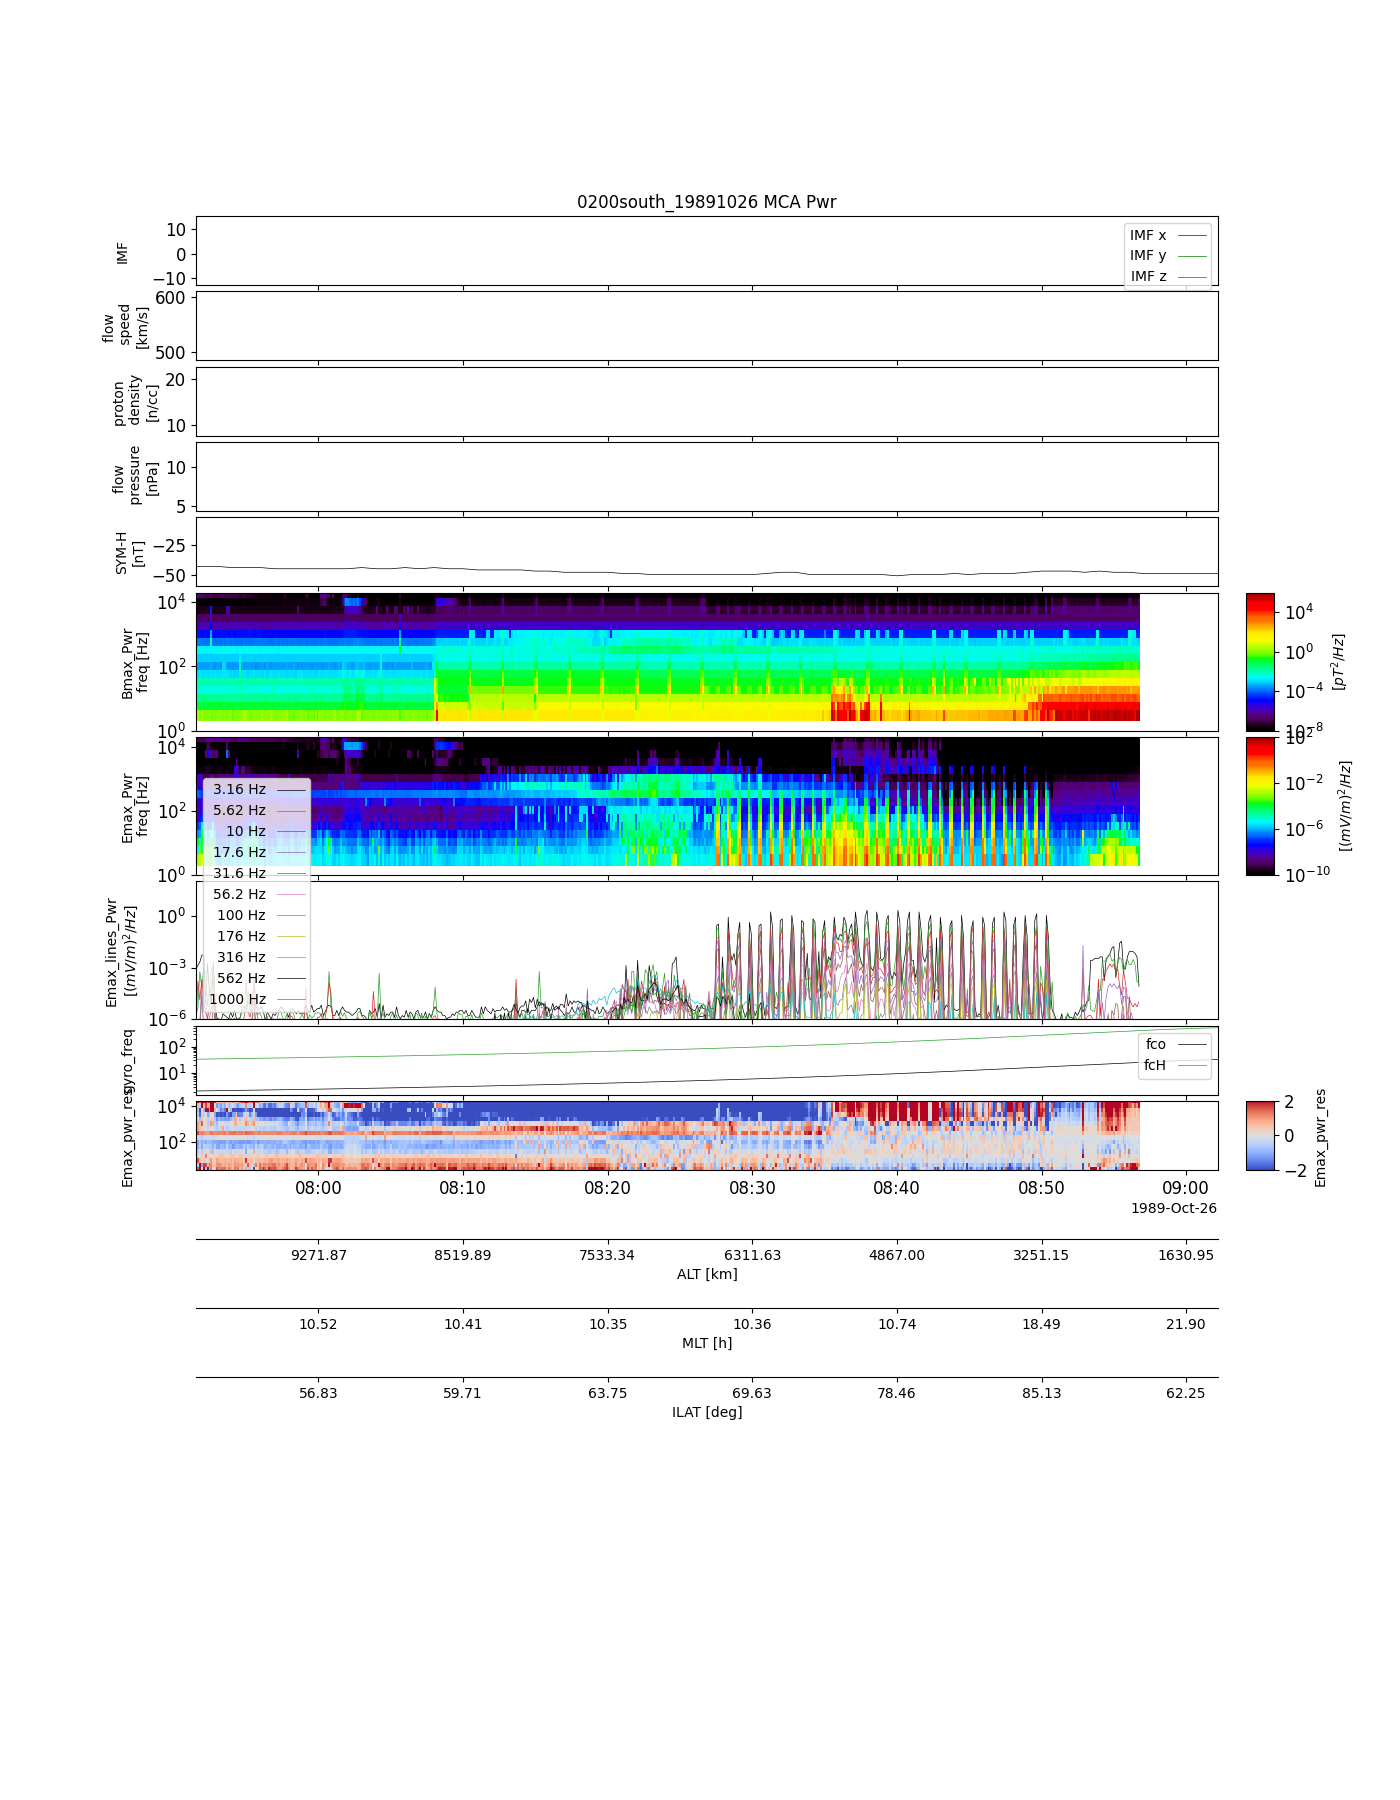 0200south_19891026 MCA Pwr
10
0
−10
IMF
IMF x
IMF y
IMF z
600
500
flow
speed
[km/s]
20
10
proton
density
[n/cc]
10
5
flow
pressure
[nPa]
−25
−50
SYM-H
[nT]
10^4
10^2
10^0
Bmax_Pwr
freq [Hz]
10^4
10^0
10^−4
10^−8
[pT^2/Hz]
10^4
10^2
10^0
Emax_Pwr
freq [Hz]
10^2
10^−2
10^−6
10^−10
[(mV/m)^2/Hz]
3.16 Hz
5.62 Hz
10 Hz
17.6 Hz
31.6 Hz
56.2 Hz
100 Hz
176 Hz
316 Hz
562 Hz
1000 Hz
10^0
10^−3
10^−6
Emax_lines_Pwr
[(mV/m)^2/Hz]
10^2
10^1
gyro_freq
fco
fcH
10^4
10^2
Emax_pwr_res
2
0
−2
Emax_pwr_res
08:00 08:10 08:20 08:30 08:40 08:50 09:00
1989-Oct-26
9271.87 8519.89 7533.34 6311.63 4867.00 3251.15 1630.95
ALT [km]
10.52 10.41 10.35 10.36 10.74 18.49 21.90
MLT [h]
56.83 59.71 63.75 69.63 78.46 85.13 62.25
ILAT [deg]